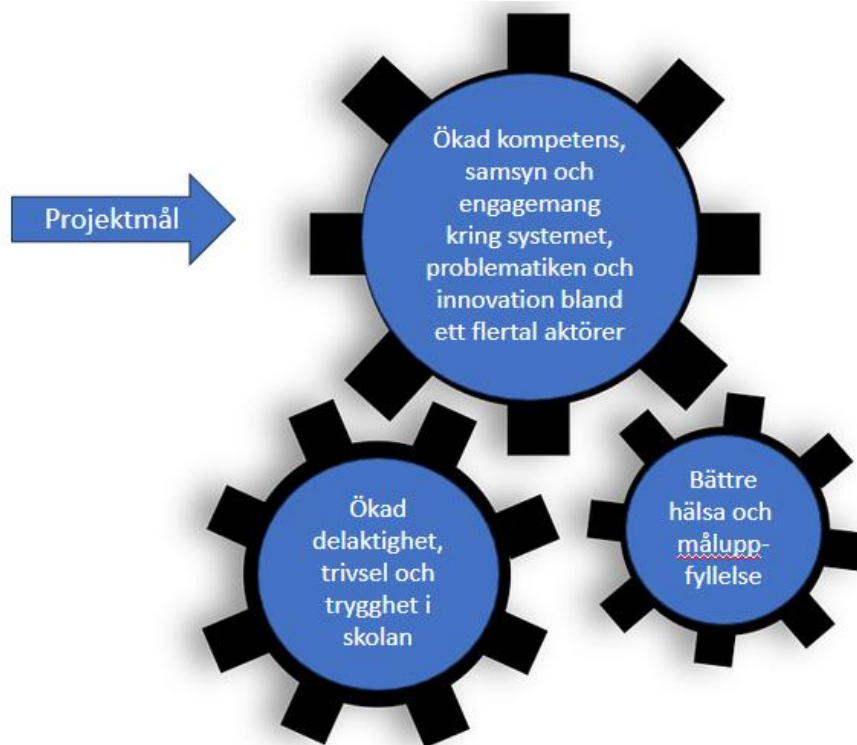 Projektmål
Ökad kompetens,
samsyn och
engagemang
kring systemet,
problematiken och
innovation bland
ett flertal aktörer
Ökad
delaktighet,
trivsel och
trygghet i
skolan
Bättre
hälsa och
målupp-
fyllelse